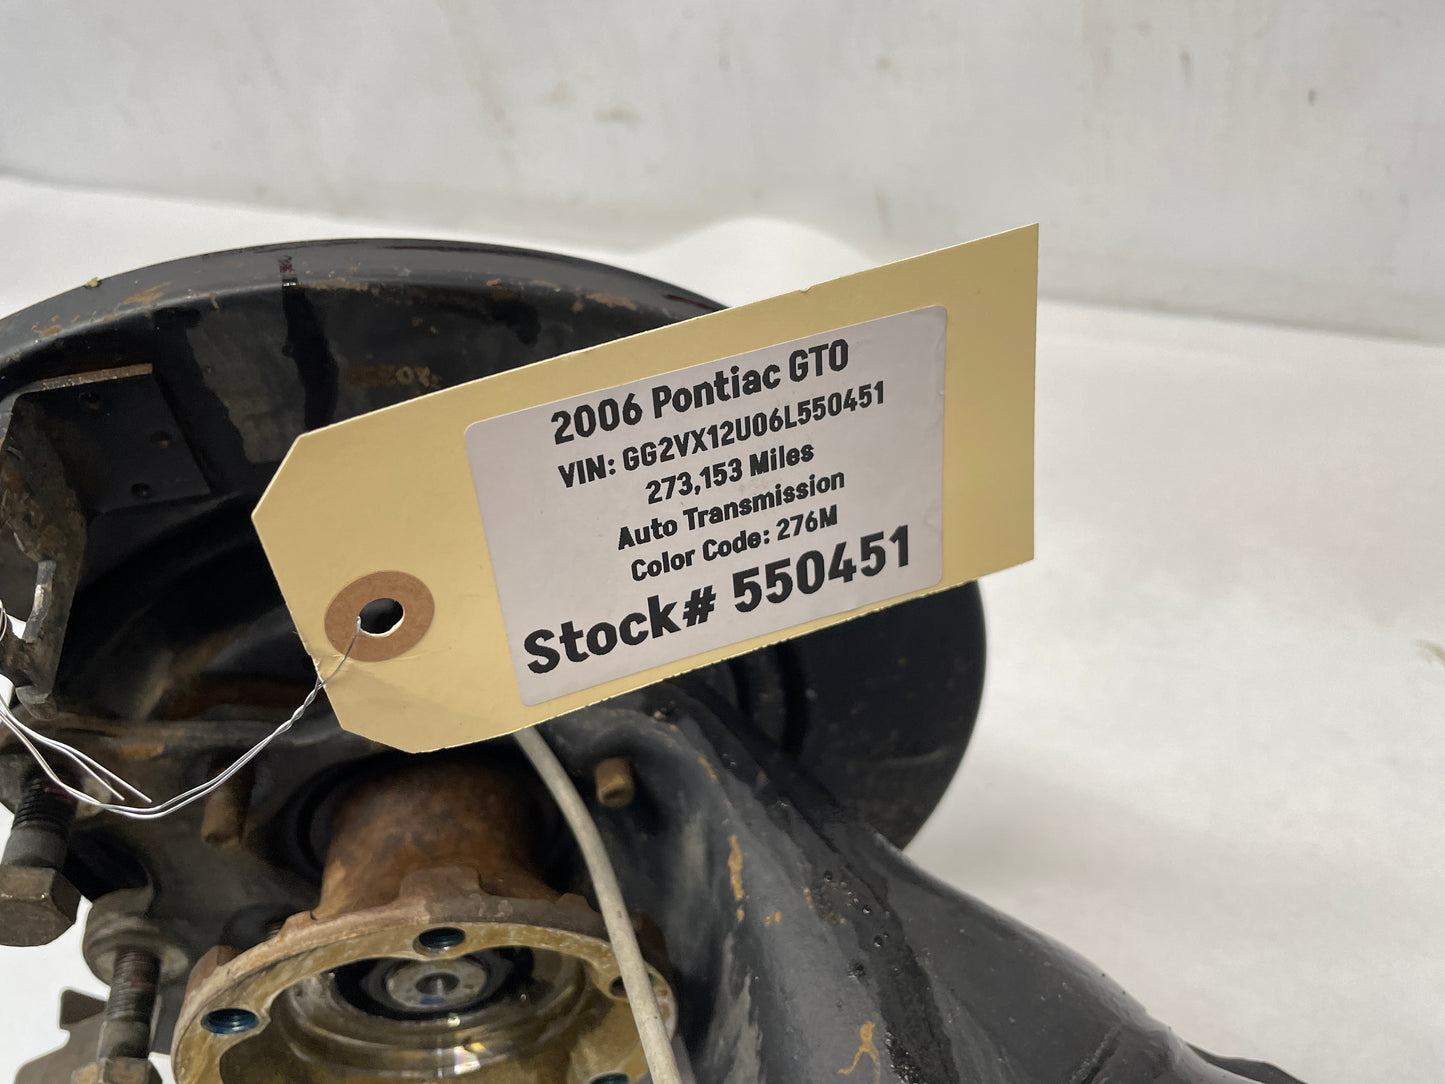 2006 Pontiac GTO
VIN: GG2VX12U06L550451
273,153 Miles
Auto Transmission
Color Code: 276M
Stock# 550451